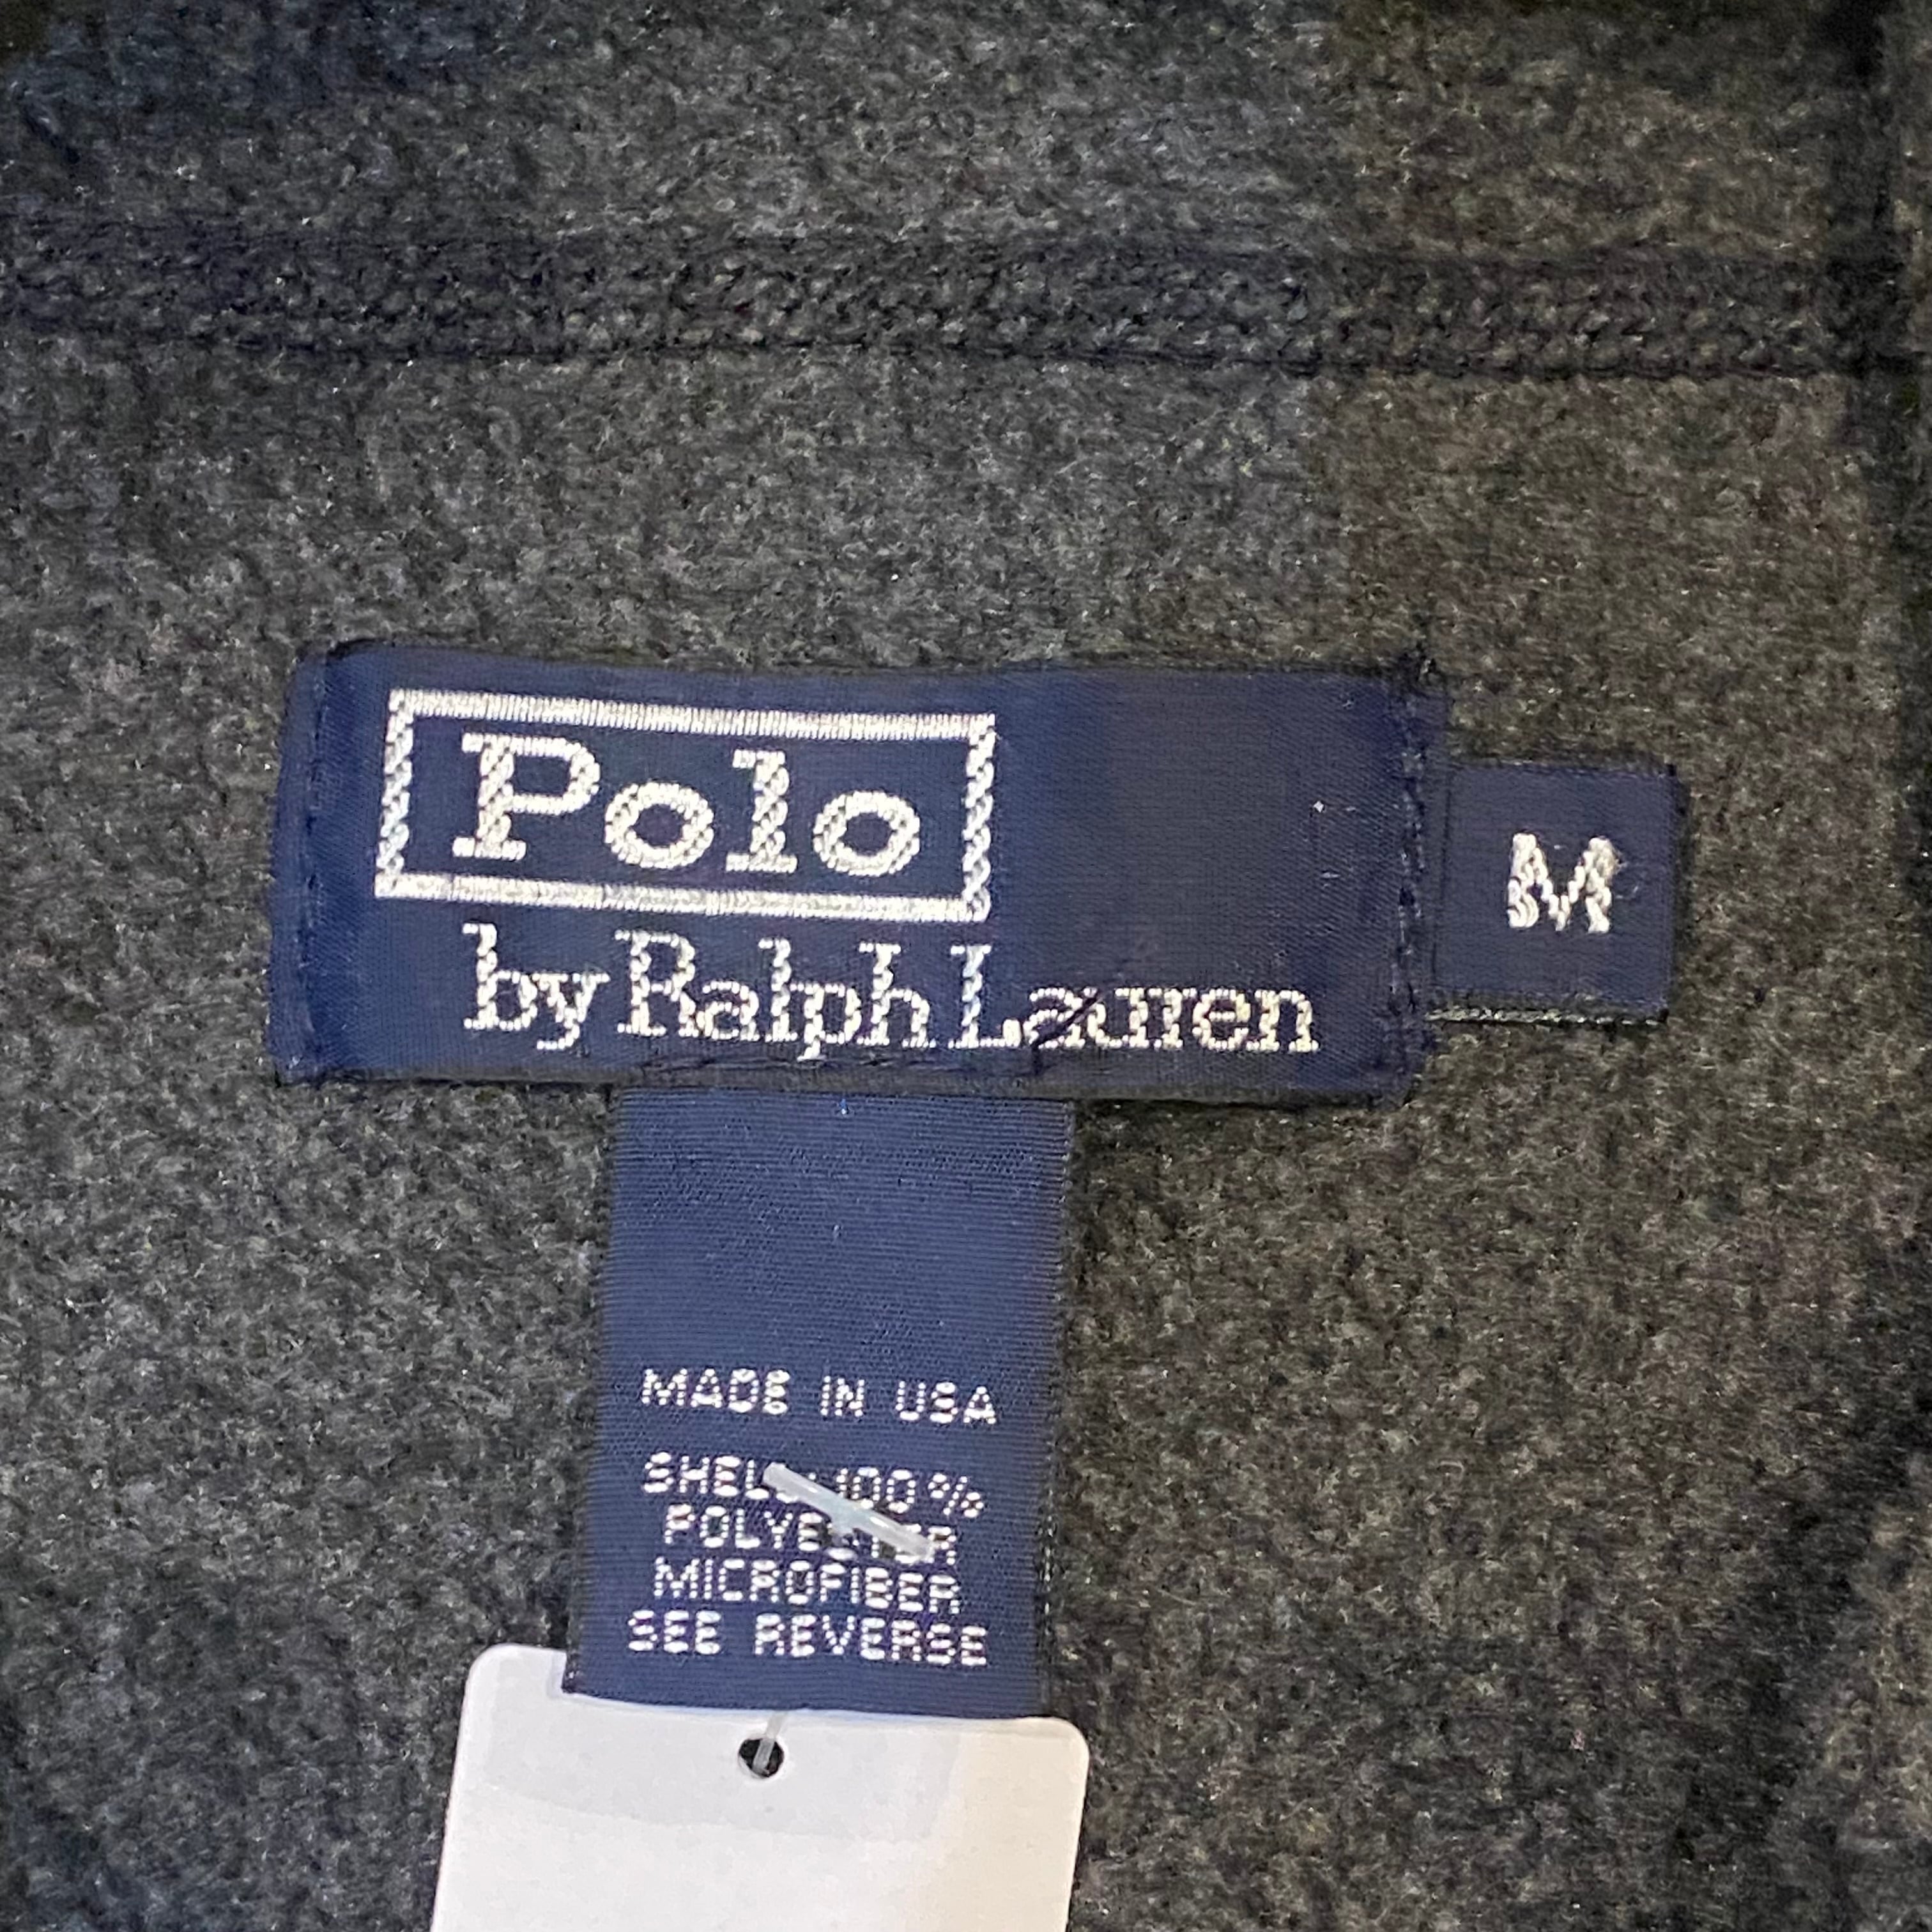 Polo
by Ralph Lauren
M
MADE IN USA
SHELL: 100%
POLYESTER
MICROFIBER
SEE REVERSE